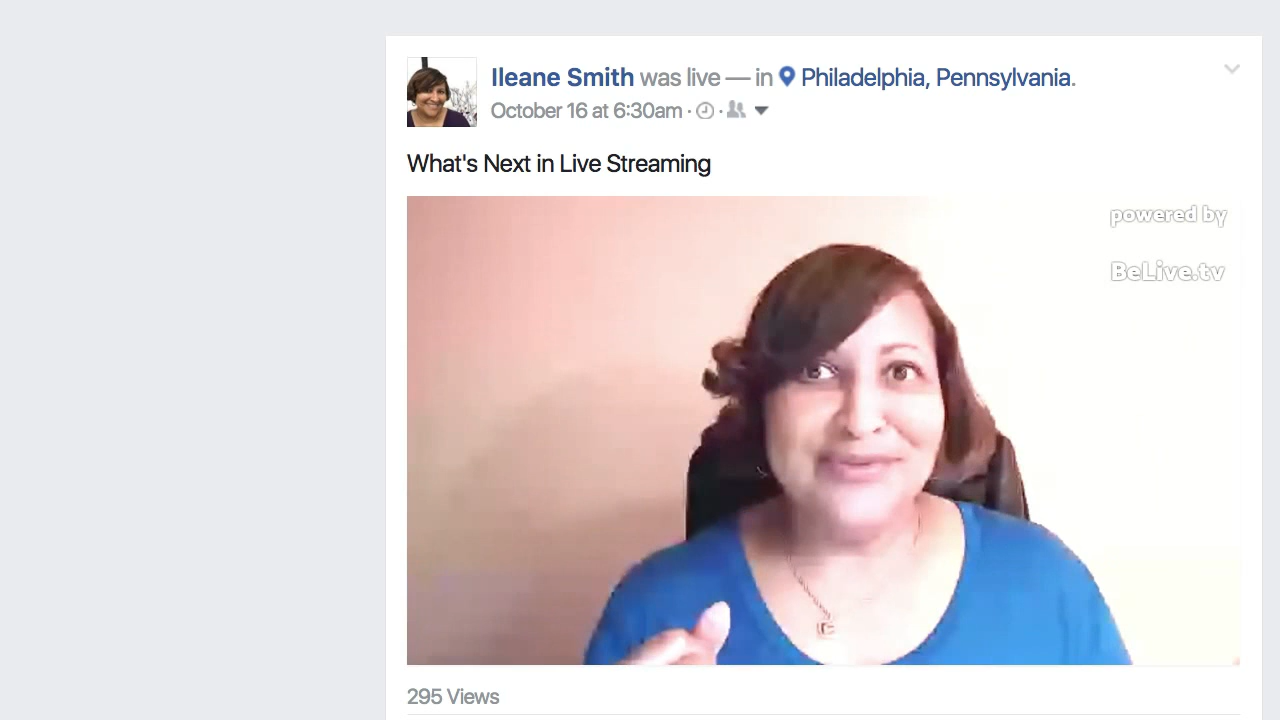 Ileane Smith was live — in Philadelphia, Pennsylvania.
October 16 at 6:30am · ·
What's Next in Live Streaming
powered by
BeLive.tv
295 Views